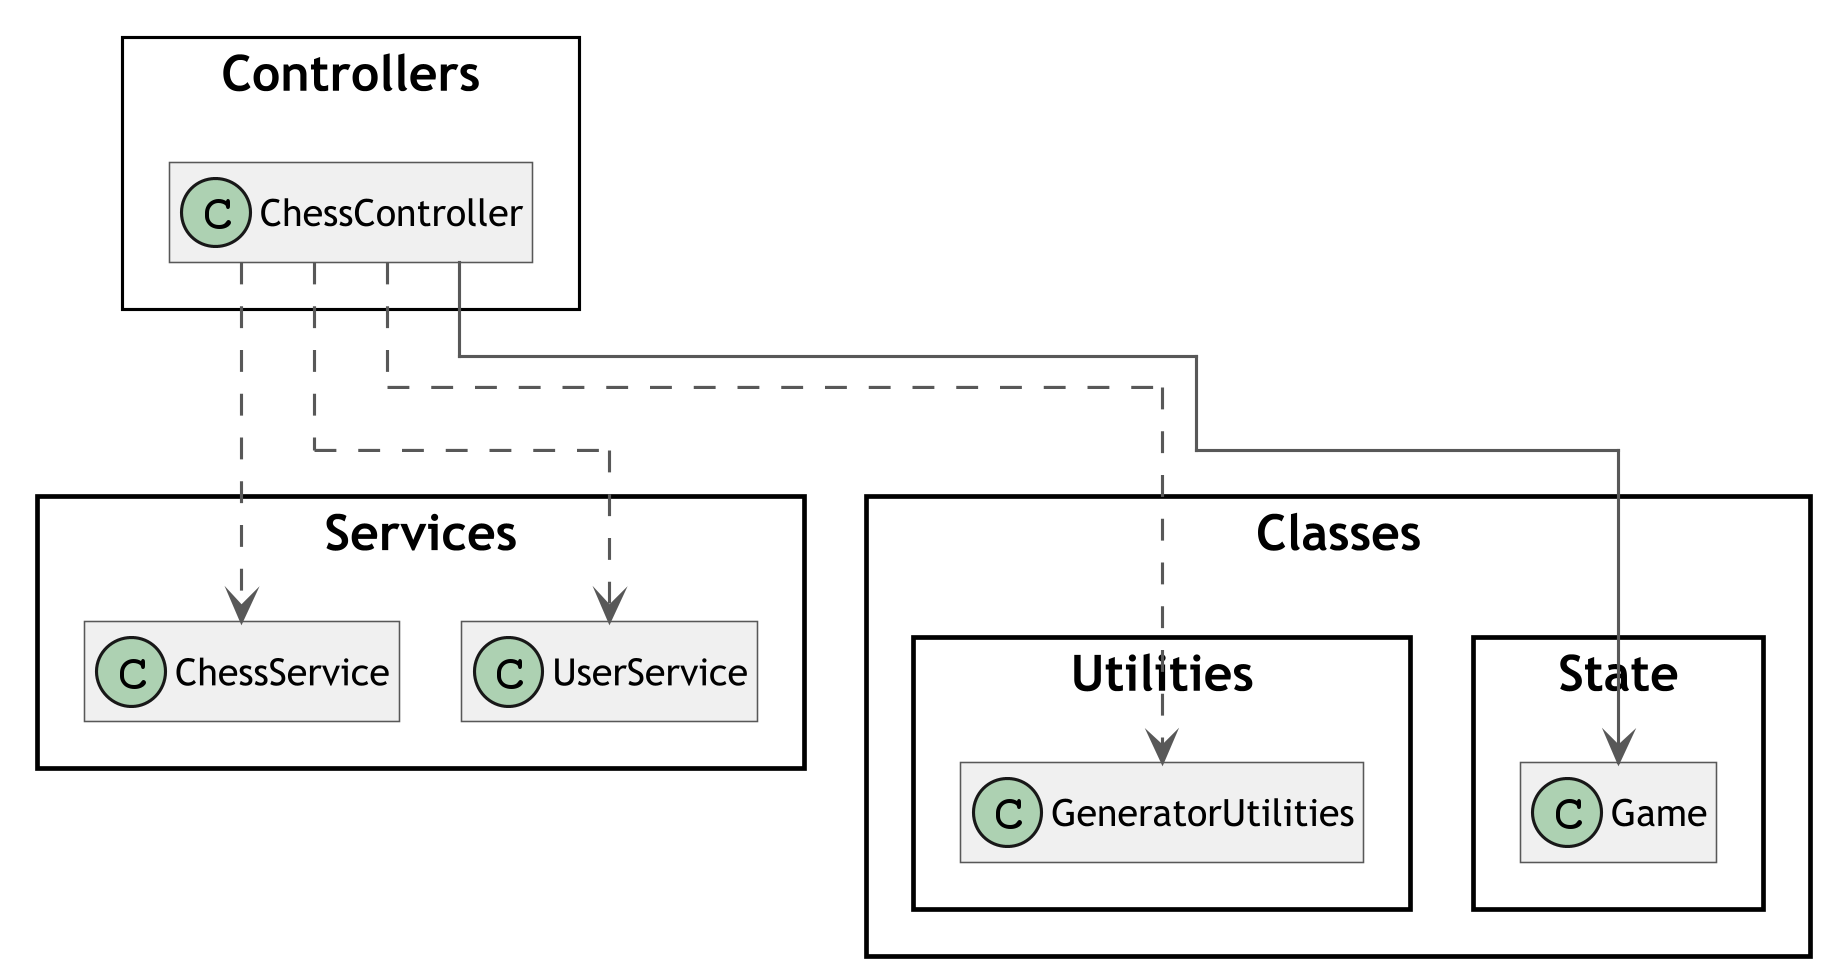 Controllers
C ChessController
Services
Classes
C ChessService
C UserService
Utilities
State
C GeneratorUtilities
C Game